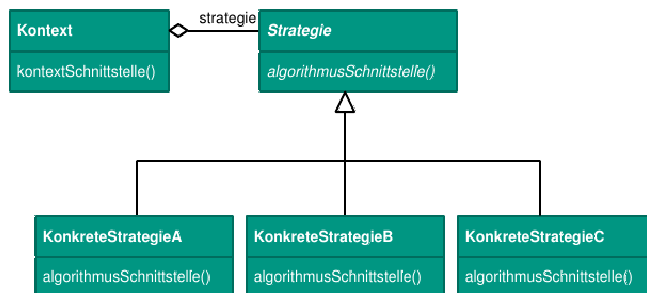 Kontext
strategie
Strategie
kontextSchnittstelle()
algorithmusSchnittstelle()
KonkreteStrategieA
KonkreteStrategieB
KonkreteStrategieC
algorithmusSchnittstelle()
algorithmusSchnittstelle()
algorithmusSchnittstelle()